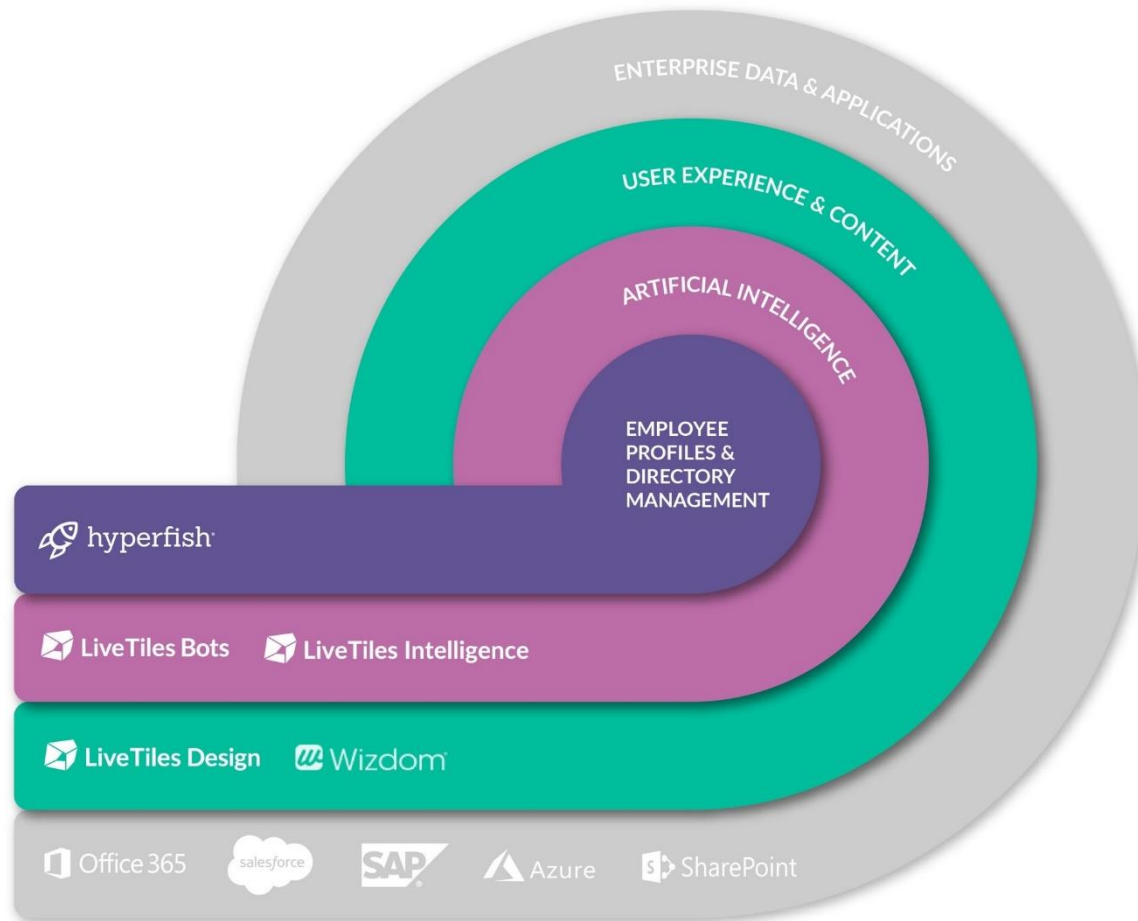 ENTERPRISE DATA & APPLICATIONS
USER EXPERIENCE & CONTENT
ARTIFICIAL INTELLIGENCE
EMPLOYEE
PROFILES &
DIRECTORY
MANAGEMENT
hyperfish
LiveTiles Bots LiveTiles Intelligence
LiveTiles Design Wizdom
Office 365 salesforce SAP® Azure SharePoint